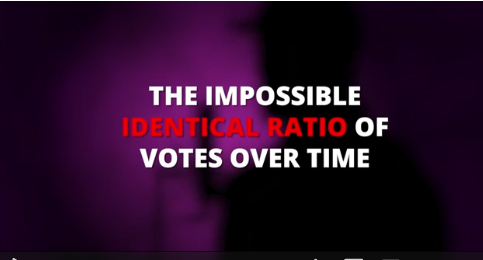 THE IMPOSSIBLE
IDENTICAL RATIO OF
VOTES OVER TIME